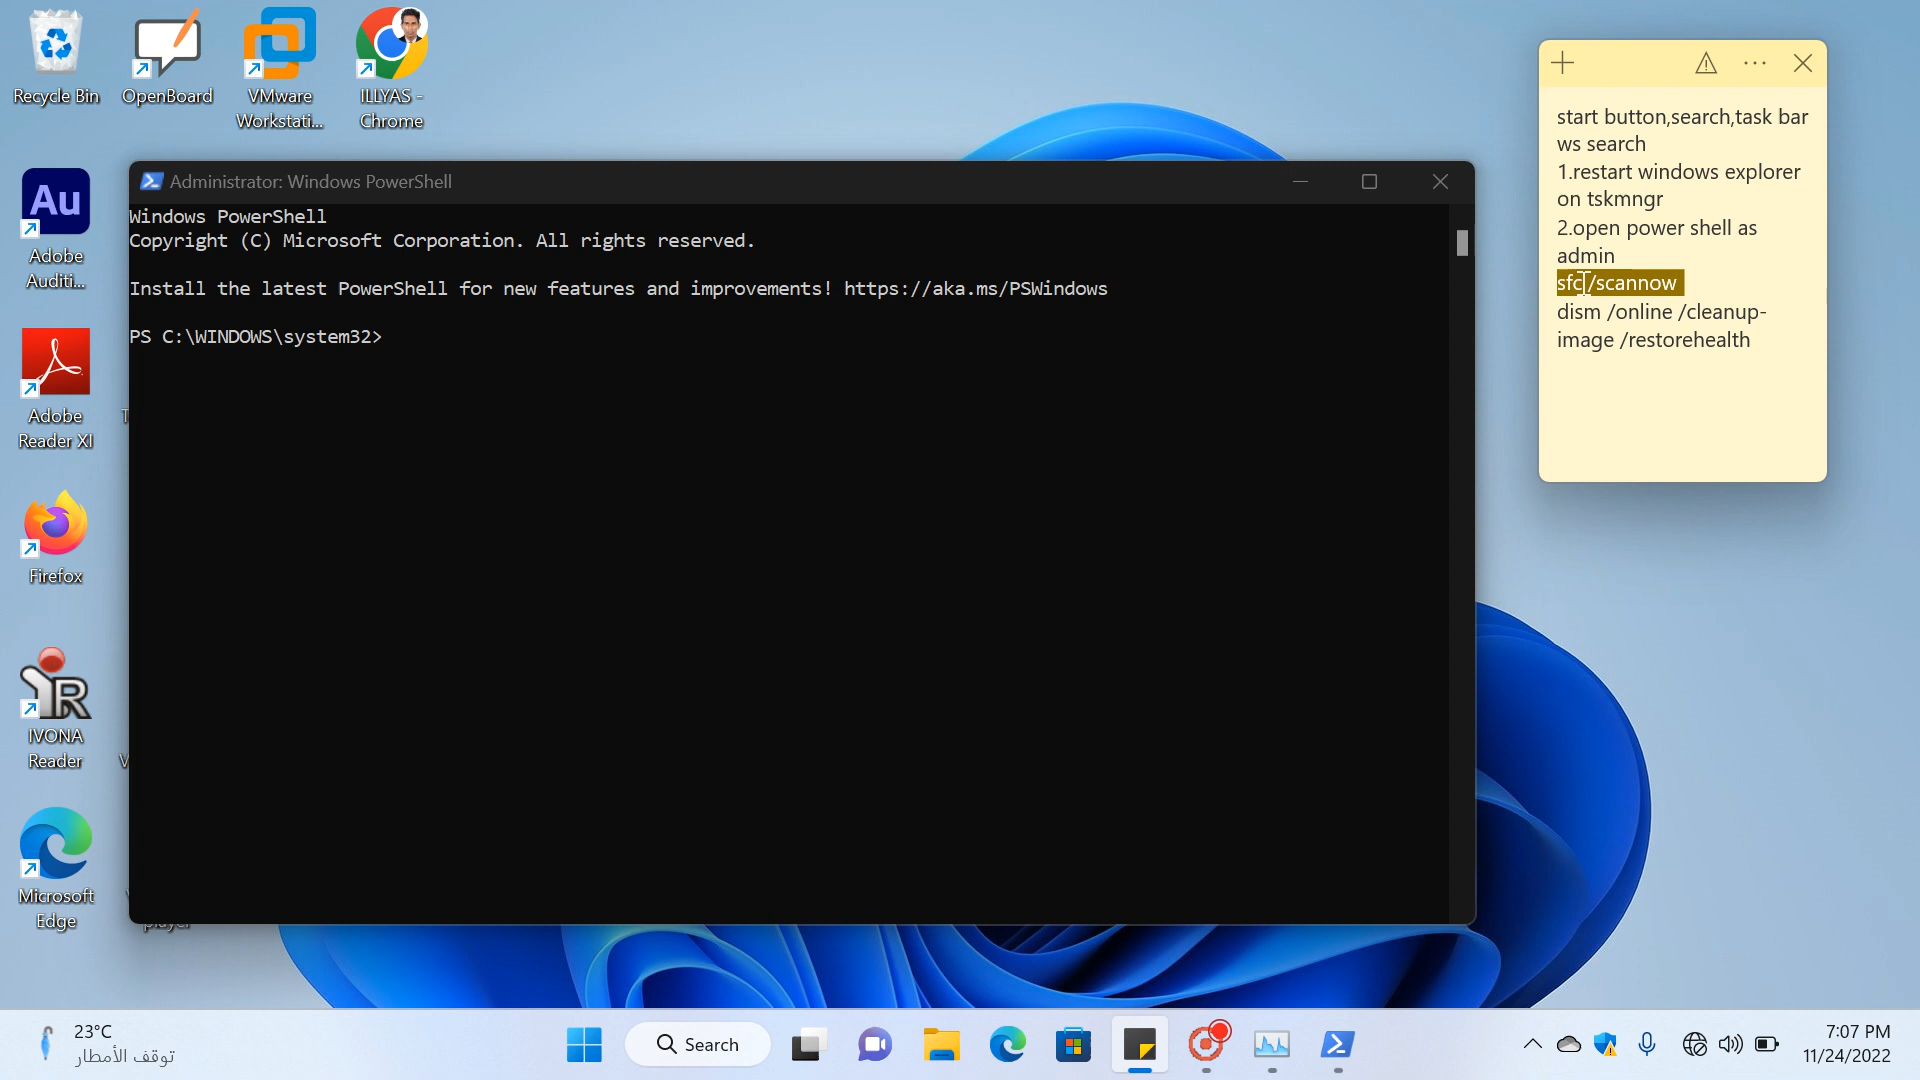 Recycle Bin
OpenBoard
VMware
Workstati...
ILLYAS -
Chrome
Au
Adobe
Auditi...
Adobe
Reader XI
Firefox
IVONA
Reader
Microsoft
Edge
player
Administrator: Windows PowerShell
Windows PowerShell
Copyright (C) Microsoft Corporation. All rights reserved.
Install the latest PowerShell for new features and improvements! https://aka.ms/PSWindows
PS C:\WINDOWS\system32>
start button,search,task bar
ws search
1.restart windows explorer
on tskmngr
2.open power shell as
admin
sfc /scannow
dism /online /cleanup-
image /restorehealth
23°C
توقف الأمطار
Search
7:07 PM
11/24/2022